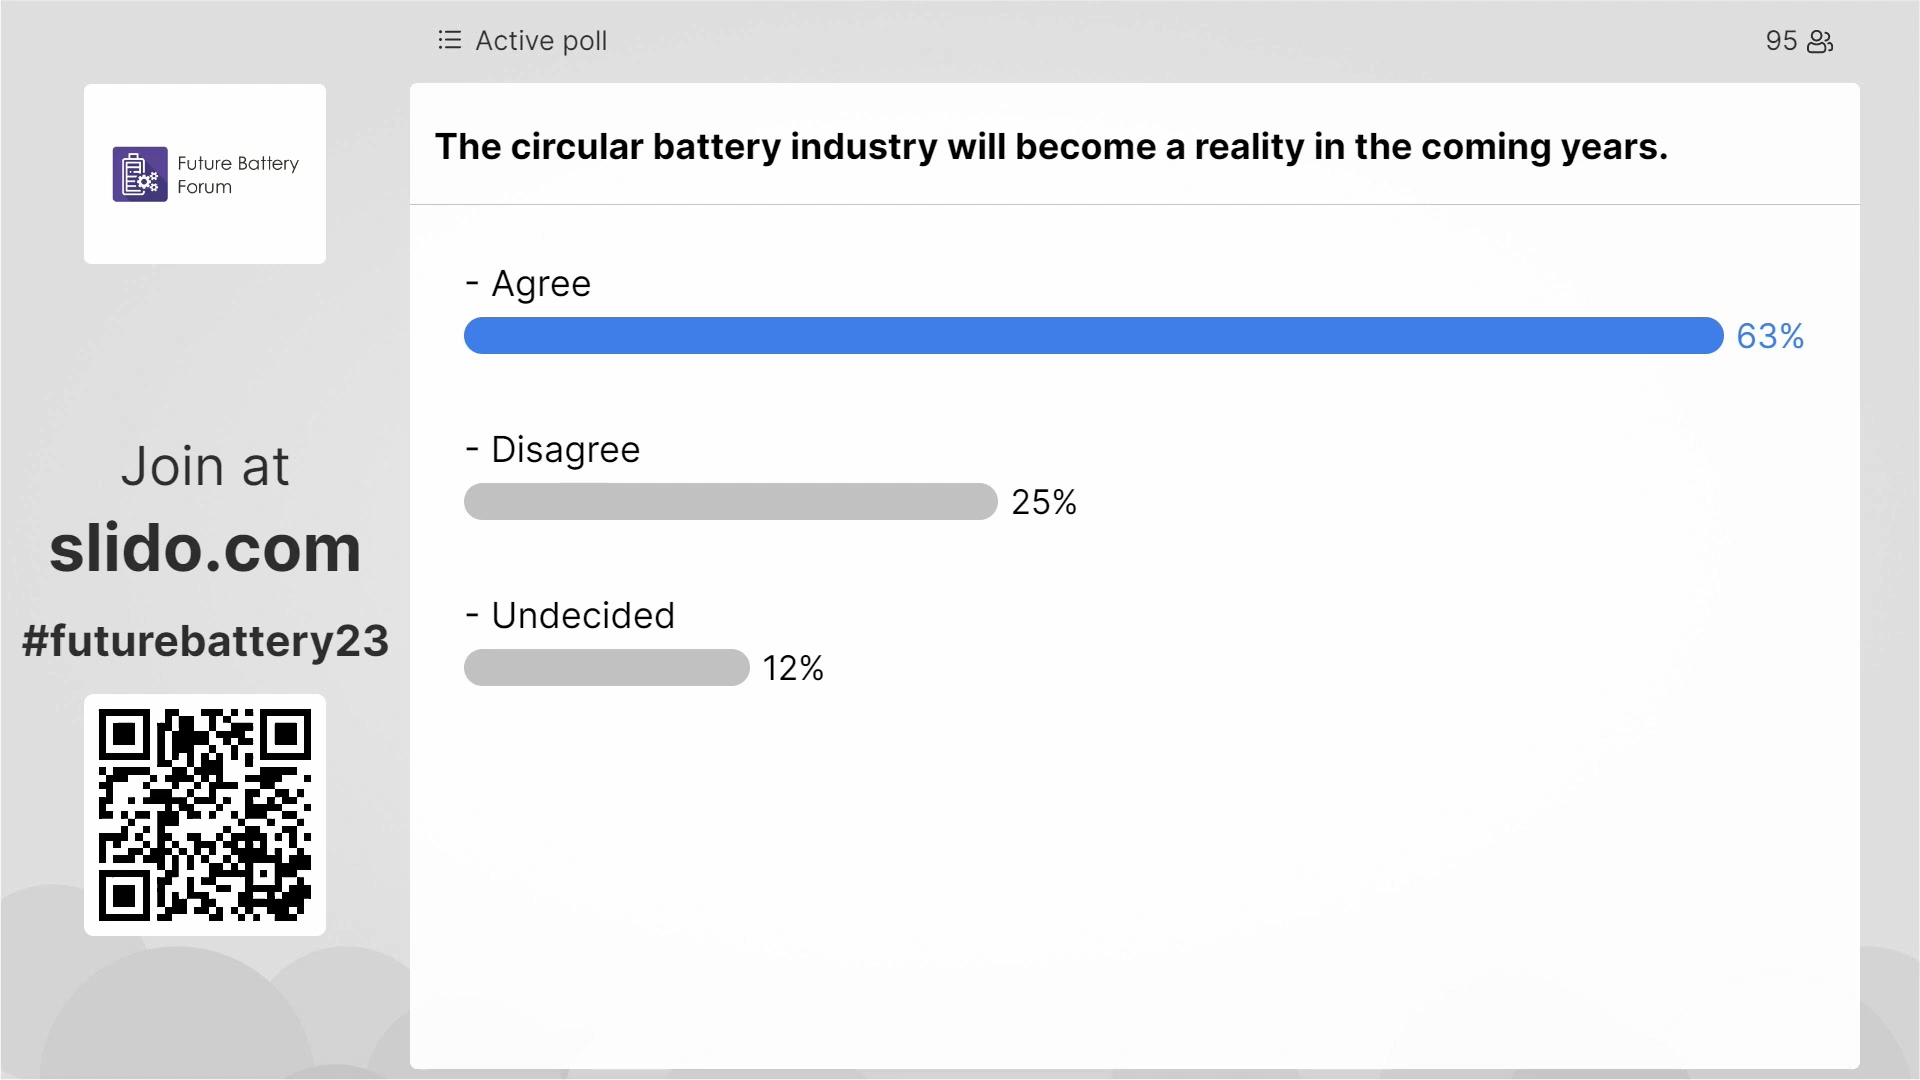 Active poll
95
Future Battery
Forum
The circular battery industry will become a reality in the coming years.
- Agree
63%
- Disagree
25%
- Undecided
12%
Join at
slido.com
#futurebattery23